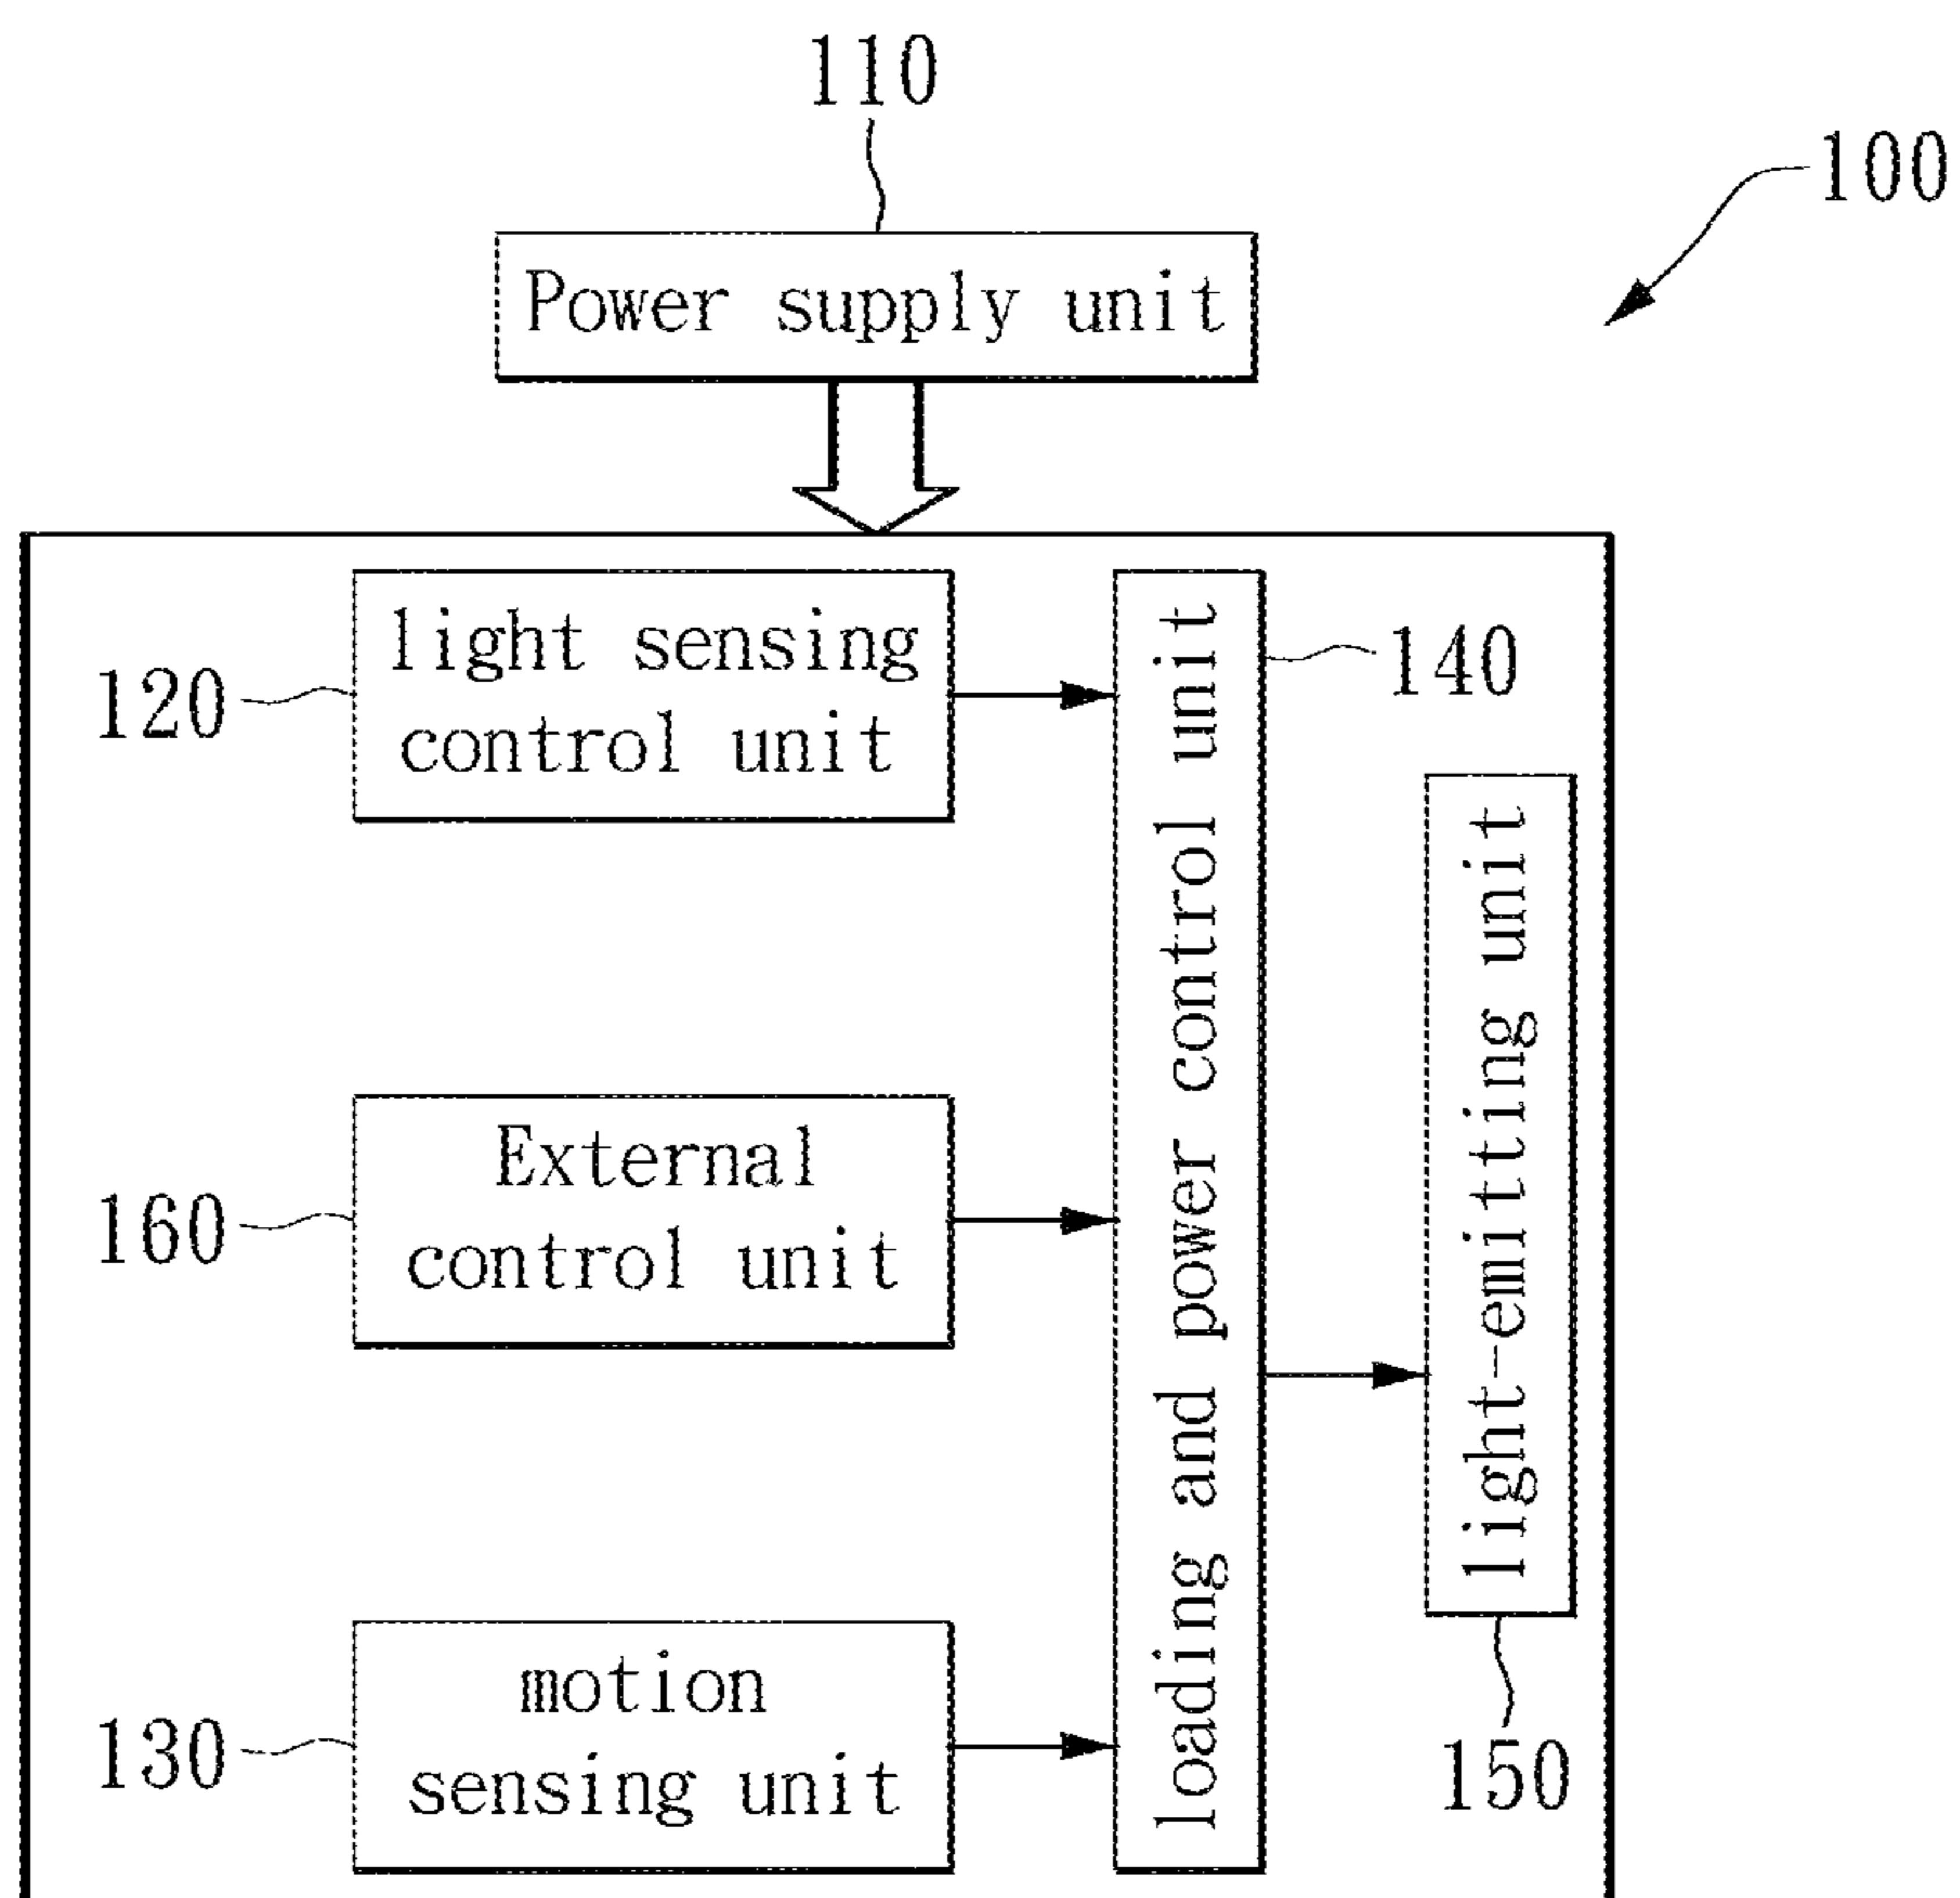 110
100
Power supply unit
light sensing
control unit
120
140
loading and power control unit
light-emitting unit
External
control unit
160
motion
sensing unit
130
150